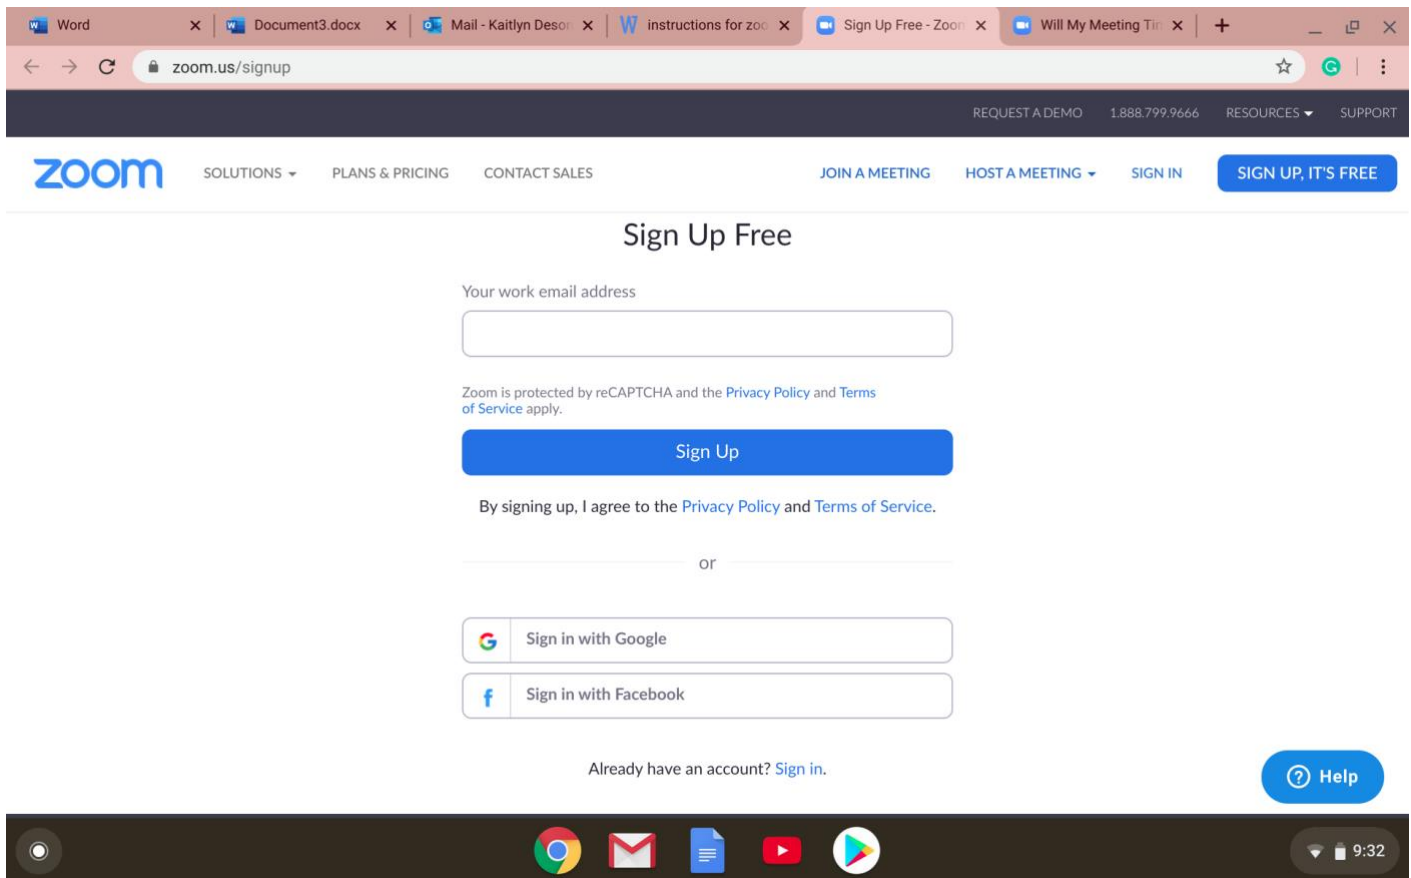 Word
Document3.docx
Mail - Kaitlyn Deson
instructions for zoo
Sign Up Free - Zoom
Will My Meeting Tim
zoom.us/signup
REQUEST A DEMO 1.888.799.9666 RESOURCES SUPPORT
zoom SOLUTIONS PLANS & PRICING CONTACT SALES JOIN A MEETING HOST A MEETING SIGN IN SIGN UP, IT'S FREE
Sign Up Free
Your work email address
Zoom is protected by reCAPTCHA and the Privacy Policy and Terms
of Service apply.
Sign Up
By signing up, I agree to the Privacy Policy and Terms of Service.
or
Sign in with Google
Sign in with Facebook
Already have an account? Sign in.
Help
9:32